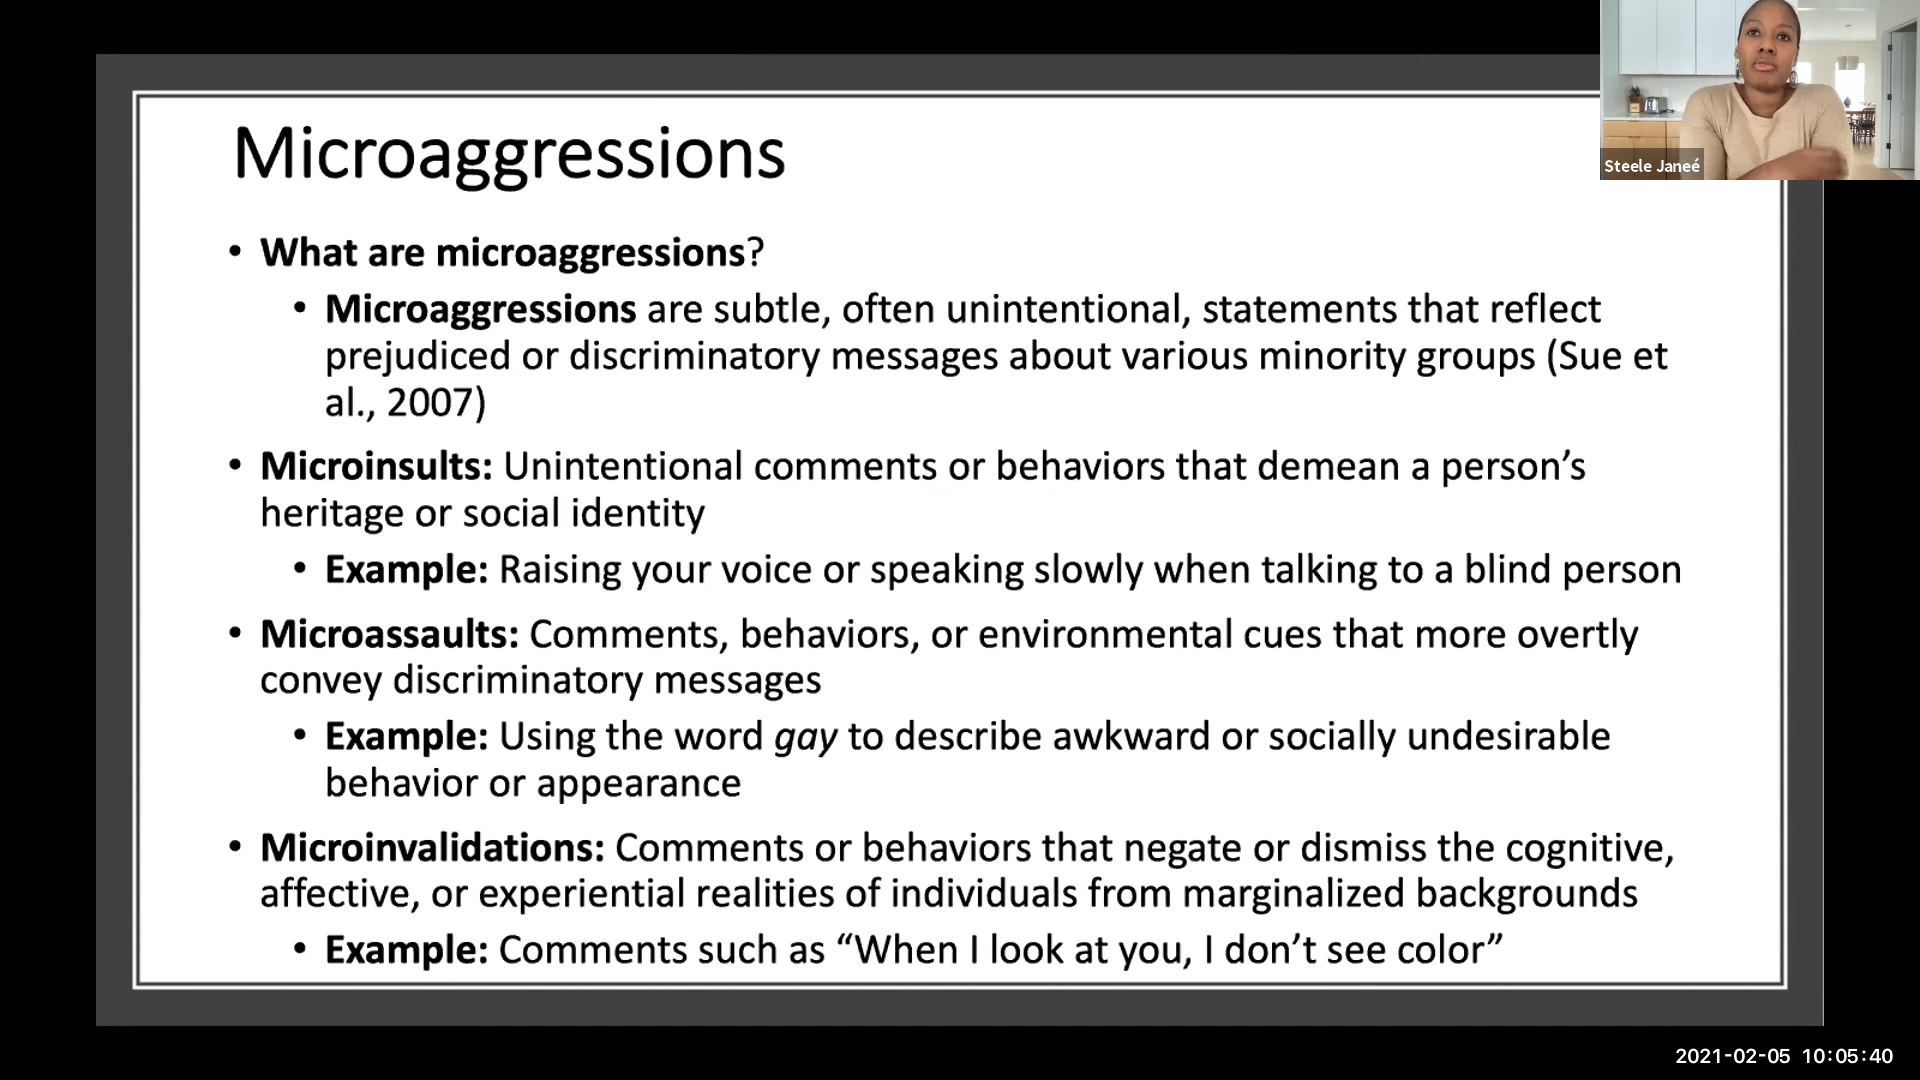 Microaggressions
• What are microaggressions?
• Microaggressions are subtle, often unintentional, statements that reflect
prejudiced or discriminatory messages about various minority groups (Sue et
al., 2007)
• Microinsults: Unintentional comments or behaviors that demean a person’s
heritage or social identity
• Example: Raising your voice or speaking slowly when talking to a blind person
• Microassaults: Comments, behaviors, or environmental cues that more overtly
convey discriminatory messages
• Example: Using the word gay to describe awkward or socially undesirable
behavior or appearance
• Microinvalidations: Comments or behaviors that negate or dismiss the cognitive,
affective, or experiential realities of individuals from marginalized backgrounds
• Example: Comments such as “When I look at you, I don’t see color”
Steele Janeé
2021-02-05 10:05:40